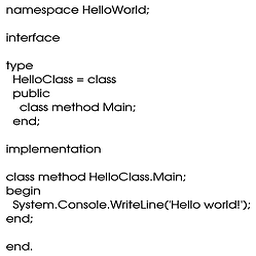 namespace HelloWorld;

interface

type
  HelloClass = class
  public
    class method Main;
  end;

implementation

class method HelloClass.Main;
begin
  System.Console.WriteLine('Hello world!');
end;

end.